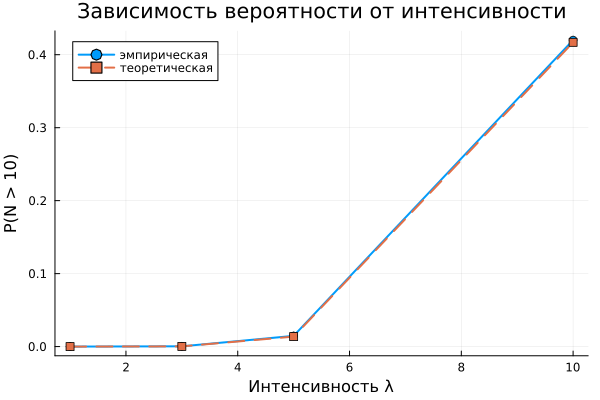 Зависимость вероятности от интенсивности
эмпирическая
теоретическая
P(N > 10)
0.4
0.3
0.2
0.1
0.0
2 4 6 8 10
Интенсивность λ